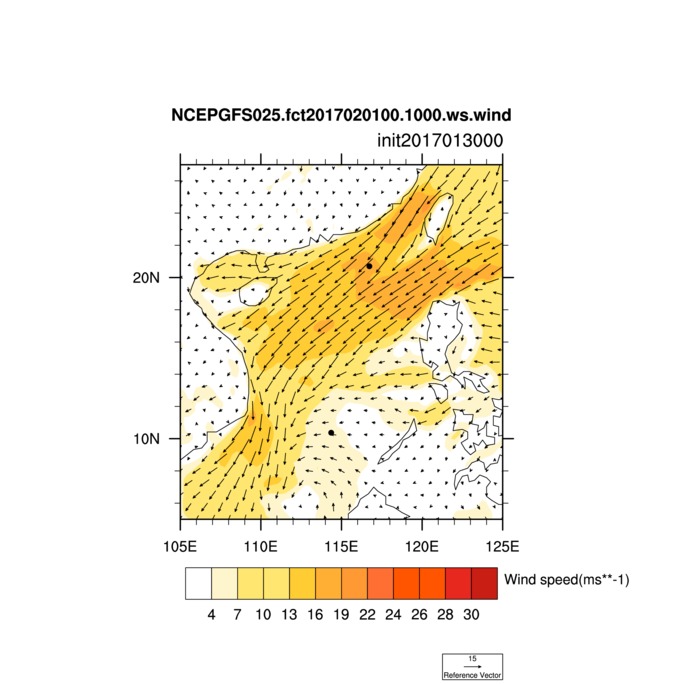 NCEPGFS025.fct2017020100.1000.ws.wind
init2017013000
20N
10N
105E 110E 115E 120E 125E
Wind speed(ms**-1)
4 7 10 13 16 19 22 24 26 28 30
15
Reference Vector